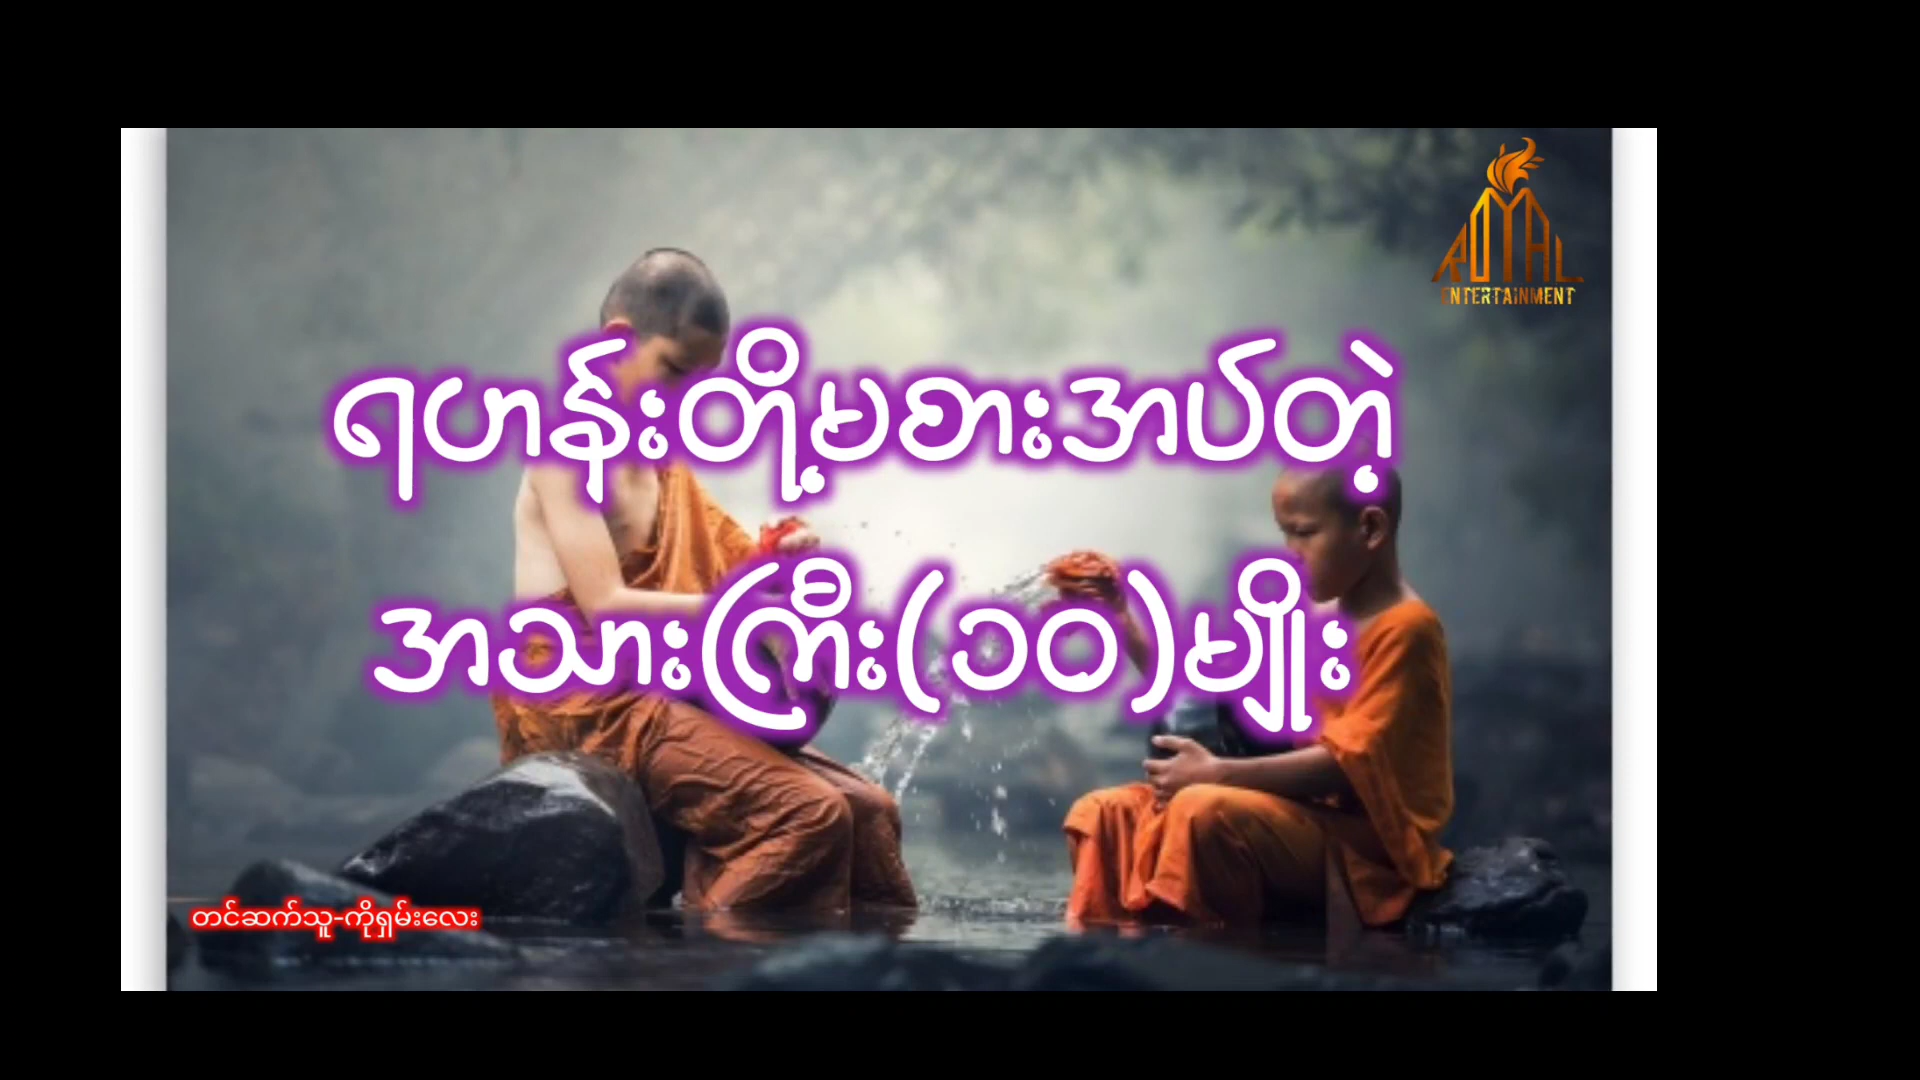 ROYAL
ENTERTAINMENT
ရဟန်းတို့မစားအပ်တဲ့
အသားကြီး(၁၀)မျိုး
တင်ဆက်သူ-ကိုရှမ်းလေး